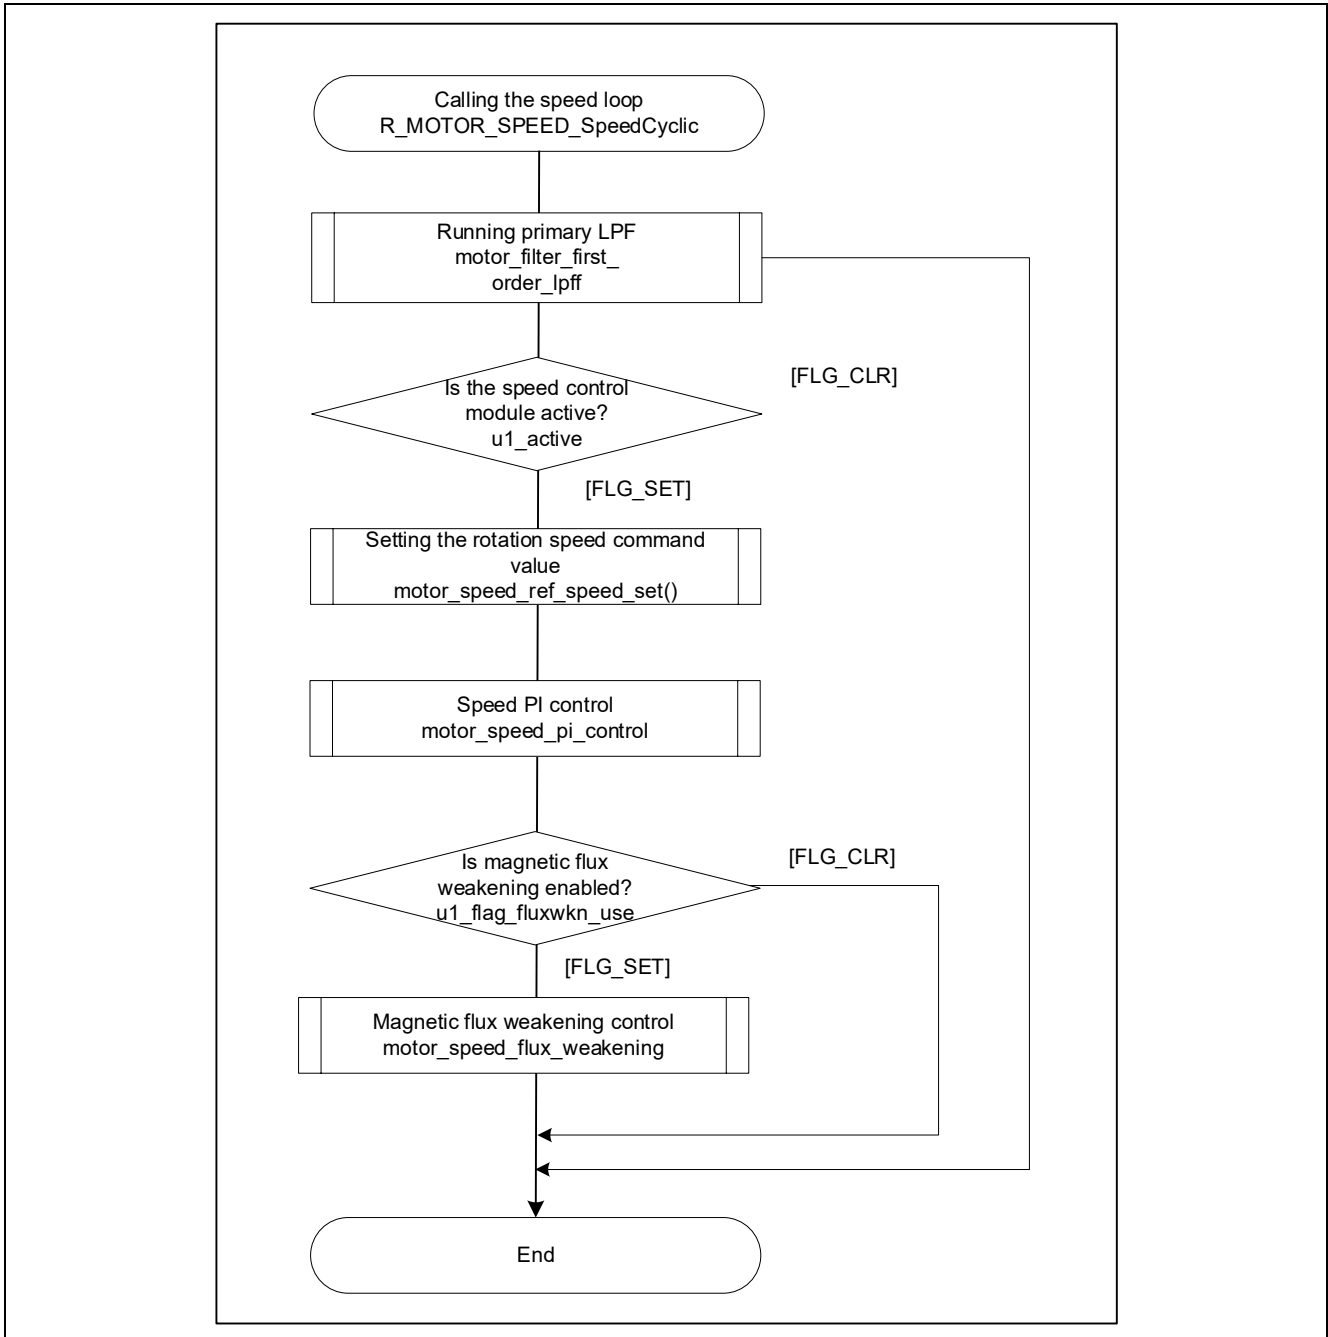 Calling the speed loop
R_MOTOR_SPEED_SpeedCyclic
Running primary LPF
motor_filter_first_
order_lpff
Is the speed control
module active?
u1_active
[FLG_CLR]
[FLG_SET]
Setting the rotation speed command
value
motor_speed_ref_speed_set()
Speed PI control
motor_speed_pi_control
Is magnetic flux
weakening enabled?
u1_flag_fluxwkn_use
[FLG_CLR]
[FLG_SET]
Magnetic flux weakening control
motor_speed_flux_weakening
End